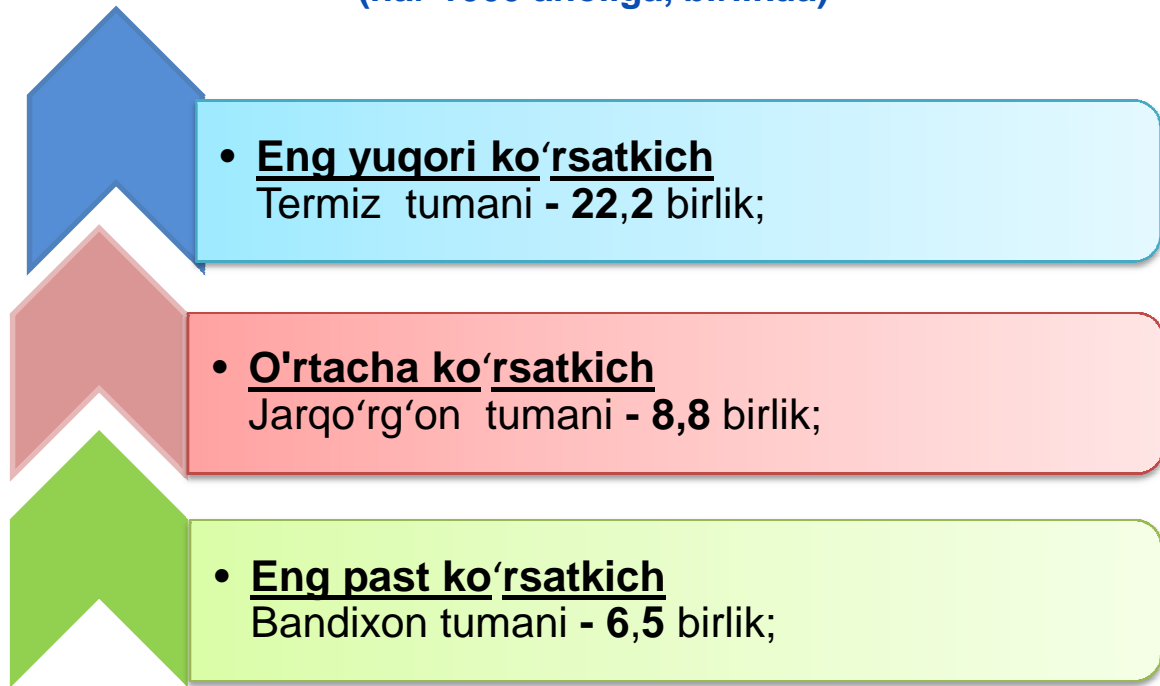 • Eng yuqori ko‘rsatkich
Termiz tumani - 22,2 birlik;
• O'rtacha ko‘rsatkich
Jarqo‘rg‘on tumani - 8,8 birlik;
• Eng past ko‘rsatkich
Bandixon tumani - 6,5 birlik;